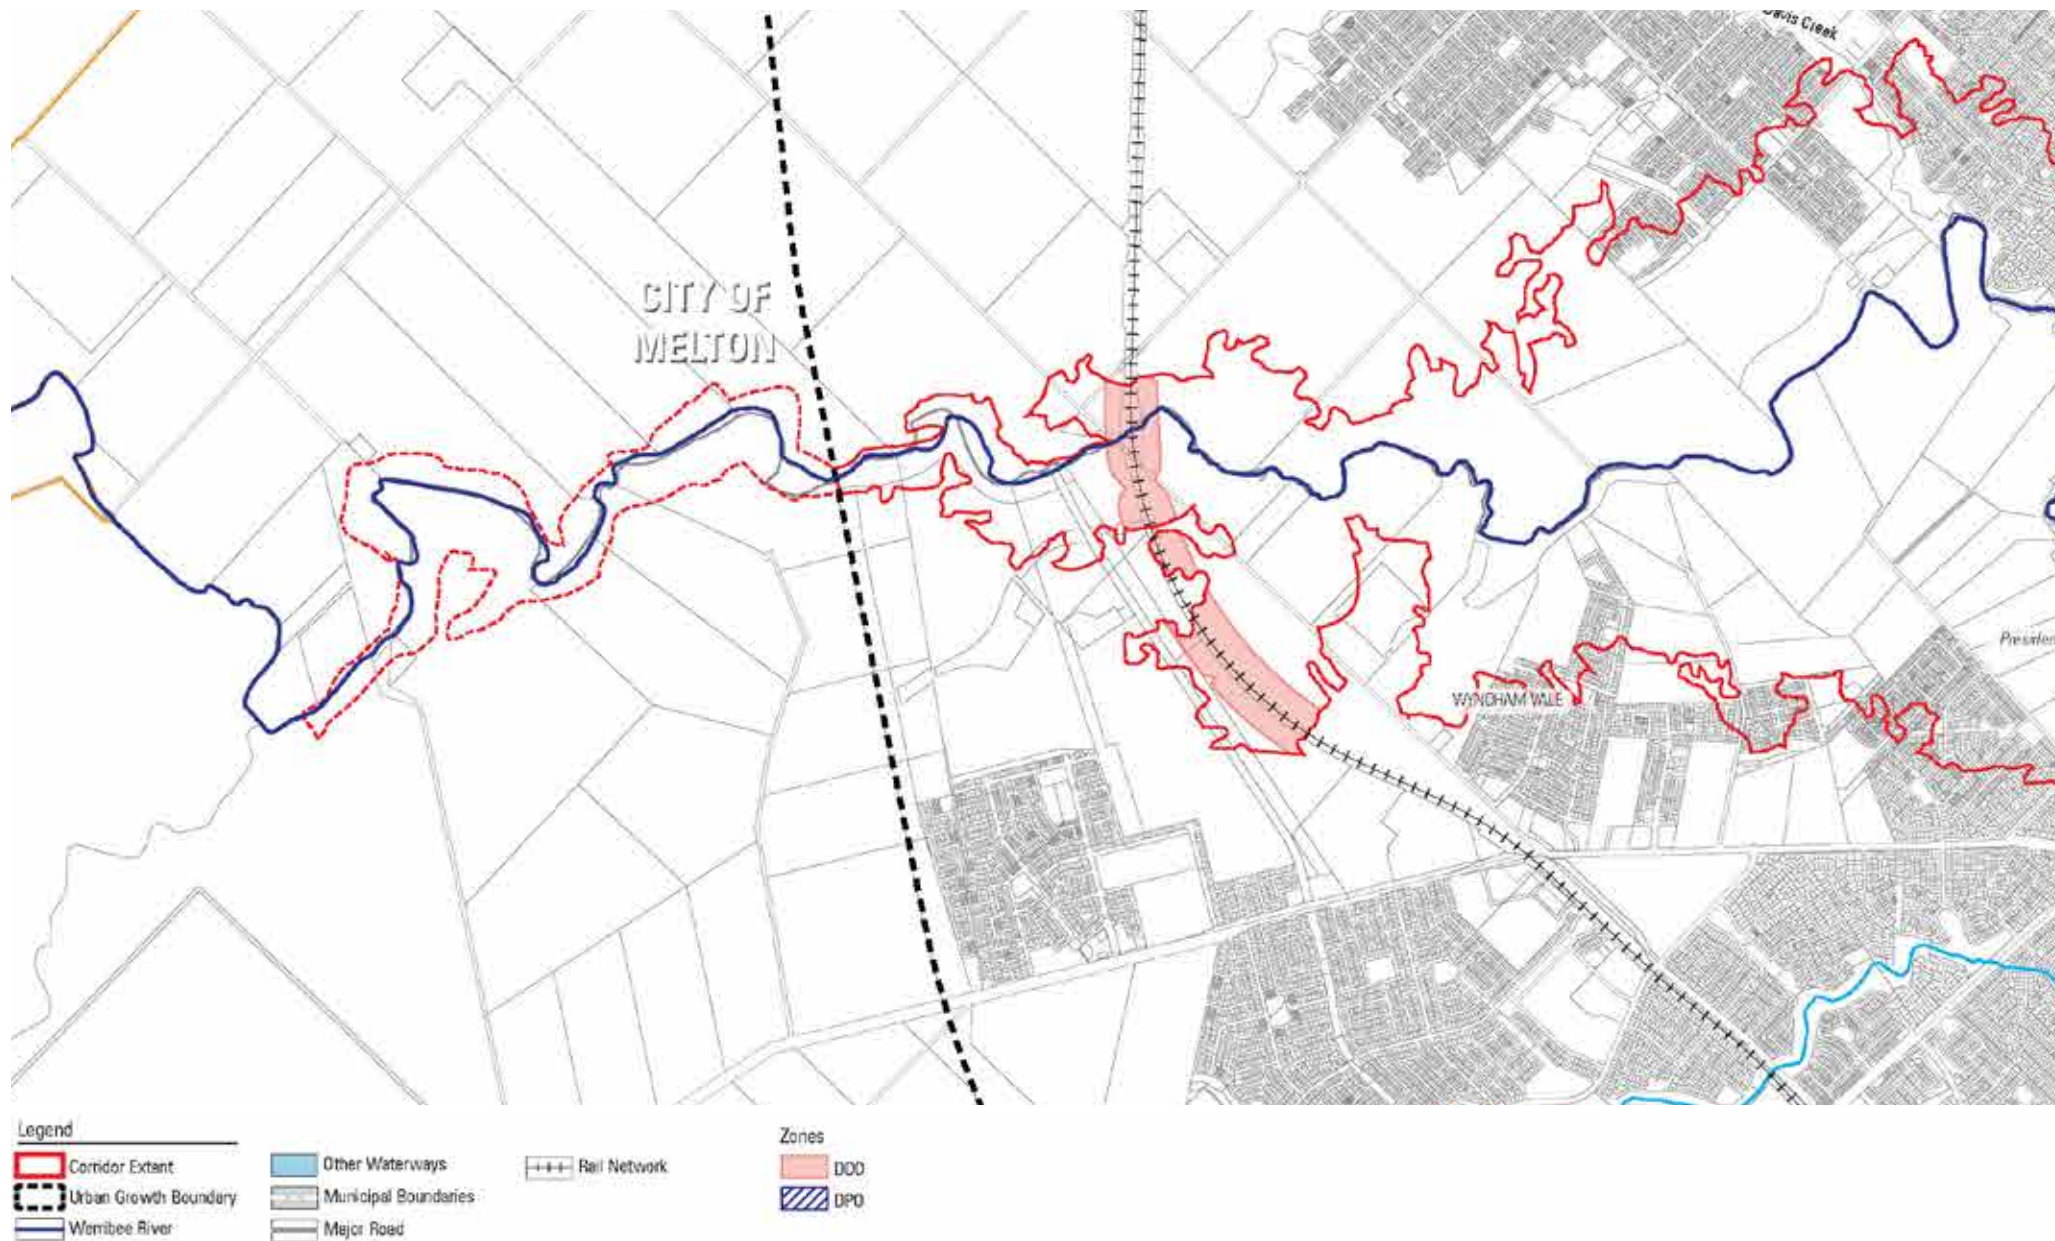 Davis Creek
CITY OF
MELTON
Presiden
WYNDHAM VALE
Legend
Corridor Extent
Urban Growth Boundary
Werribee River
Other Waterways
Municipal Boundaries
Major Road
Rail Network
Zones
DDO
DPO